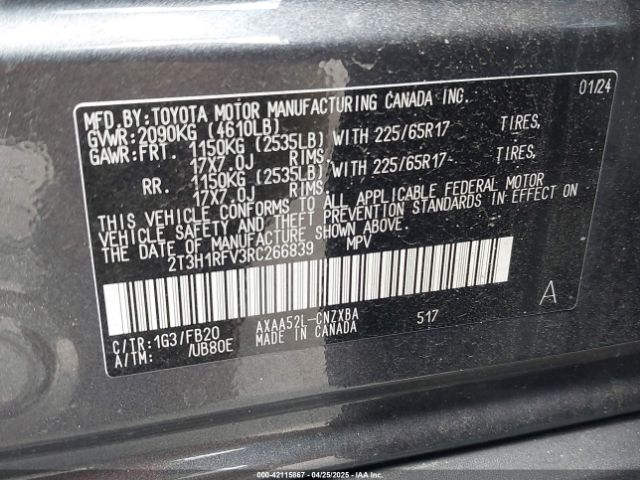 MFD.BY:TOYOTA MOTOR MANUFACTURING CANADA INC. 01/24
GVWR:2090KG (4610LB)
GAWR:FRT. 1150KG (2535LB) WITH 225/65R17 TIRES,
17X7.0J RIMS,
RR. 1150KG (2535LB) WITH 225/65R17 TIRES,
17X7.0J RIMS,
THIS VEHICLE CONFORMS TO ALL APPLICABLE FEDERAL MOTOR
VEHICLE SAFETY AND THEFT PREVENTION STANDARDS IN EFFECT ON
THE DATE OF MANUFACTURE SHOWN ABOVE.
2T3H1RFV3RC266839 MPV
A
C/TR:1G3/FB20 AXAA52L-CNZXBA 517
A/TM: /UB80E MADE IN CANADA
000-42115867 - 04/25/2025 - IAAI.COM